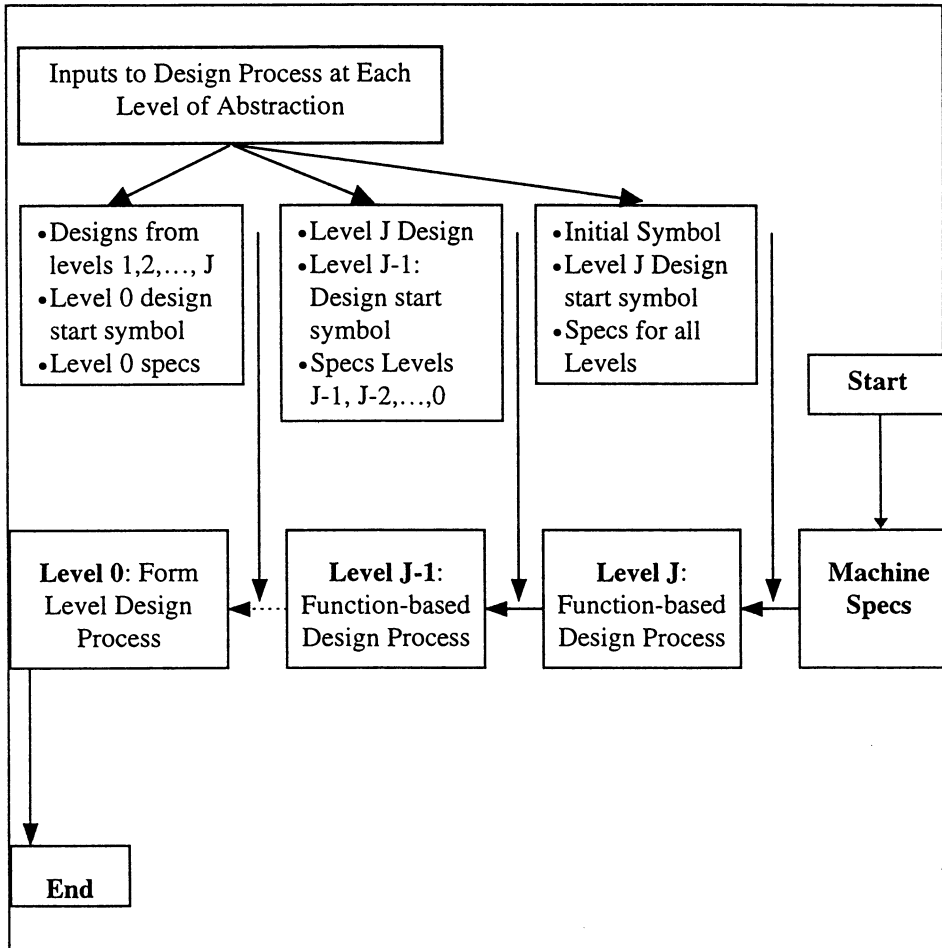 Inputs to Design Process at Each
Level of Abstraction
•Designs from
levels 1,2,..., J
•Level 0 design
start symbol
•Level 0 specs
•Level J Design
•Level J-1:
Design start
symbol
•Specs Levels
J-1, J-2,...,0
•Initial Symbol
•Level J Design
start symbol
•Specs for all
Levels
Start
Level 0: Form
Level Design
Process
Level J-1:
Function-based
Design Process
Level J:
Function-based
Design Process
Machine
Specs
End